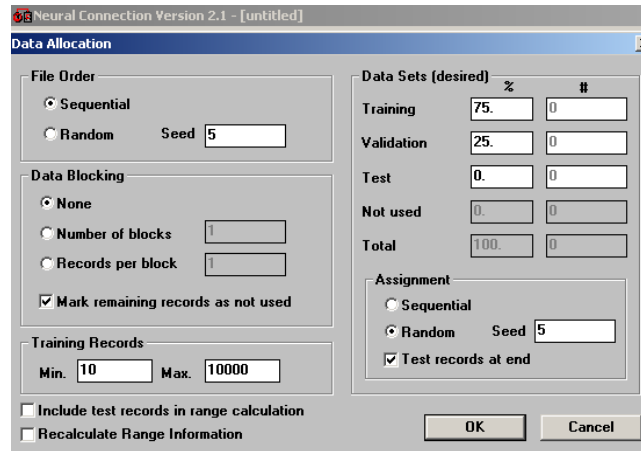 Neural Connection Version 2.1 - [untitled]
Data Allocation
File Order
Sequential
Random Seed 5
Data Blocking
None
Number of blocks 1
Records per block 1
Mark remaining records as not used
Training Records
Min. 10 Max. 10000
Include test records in range calculation
Recalculate Range Information
Data Sets (desired)
% #
Training 75. 0
Validation 25. 0
Test 0. 0
Not used 0. 0
Total 100. 0
Assignment
Sequential
Random Seed 5
Test records at end
OK Cancel